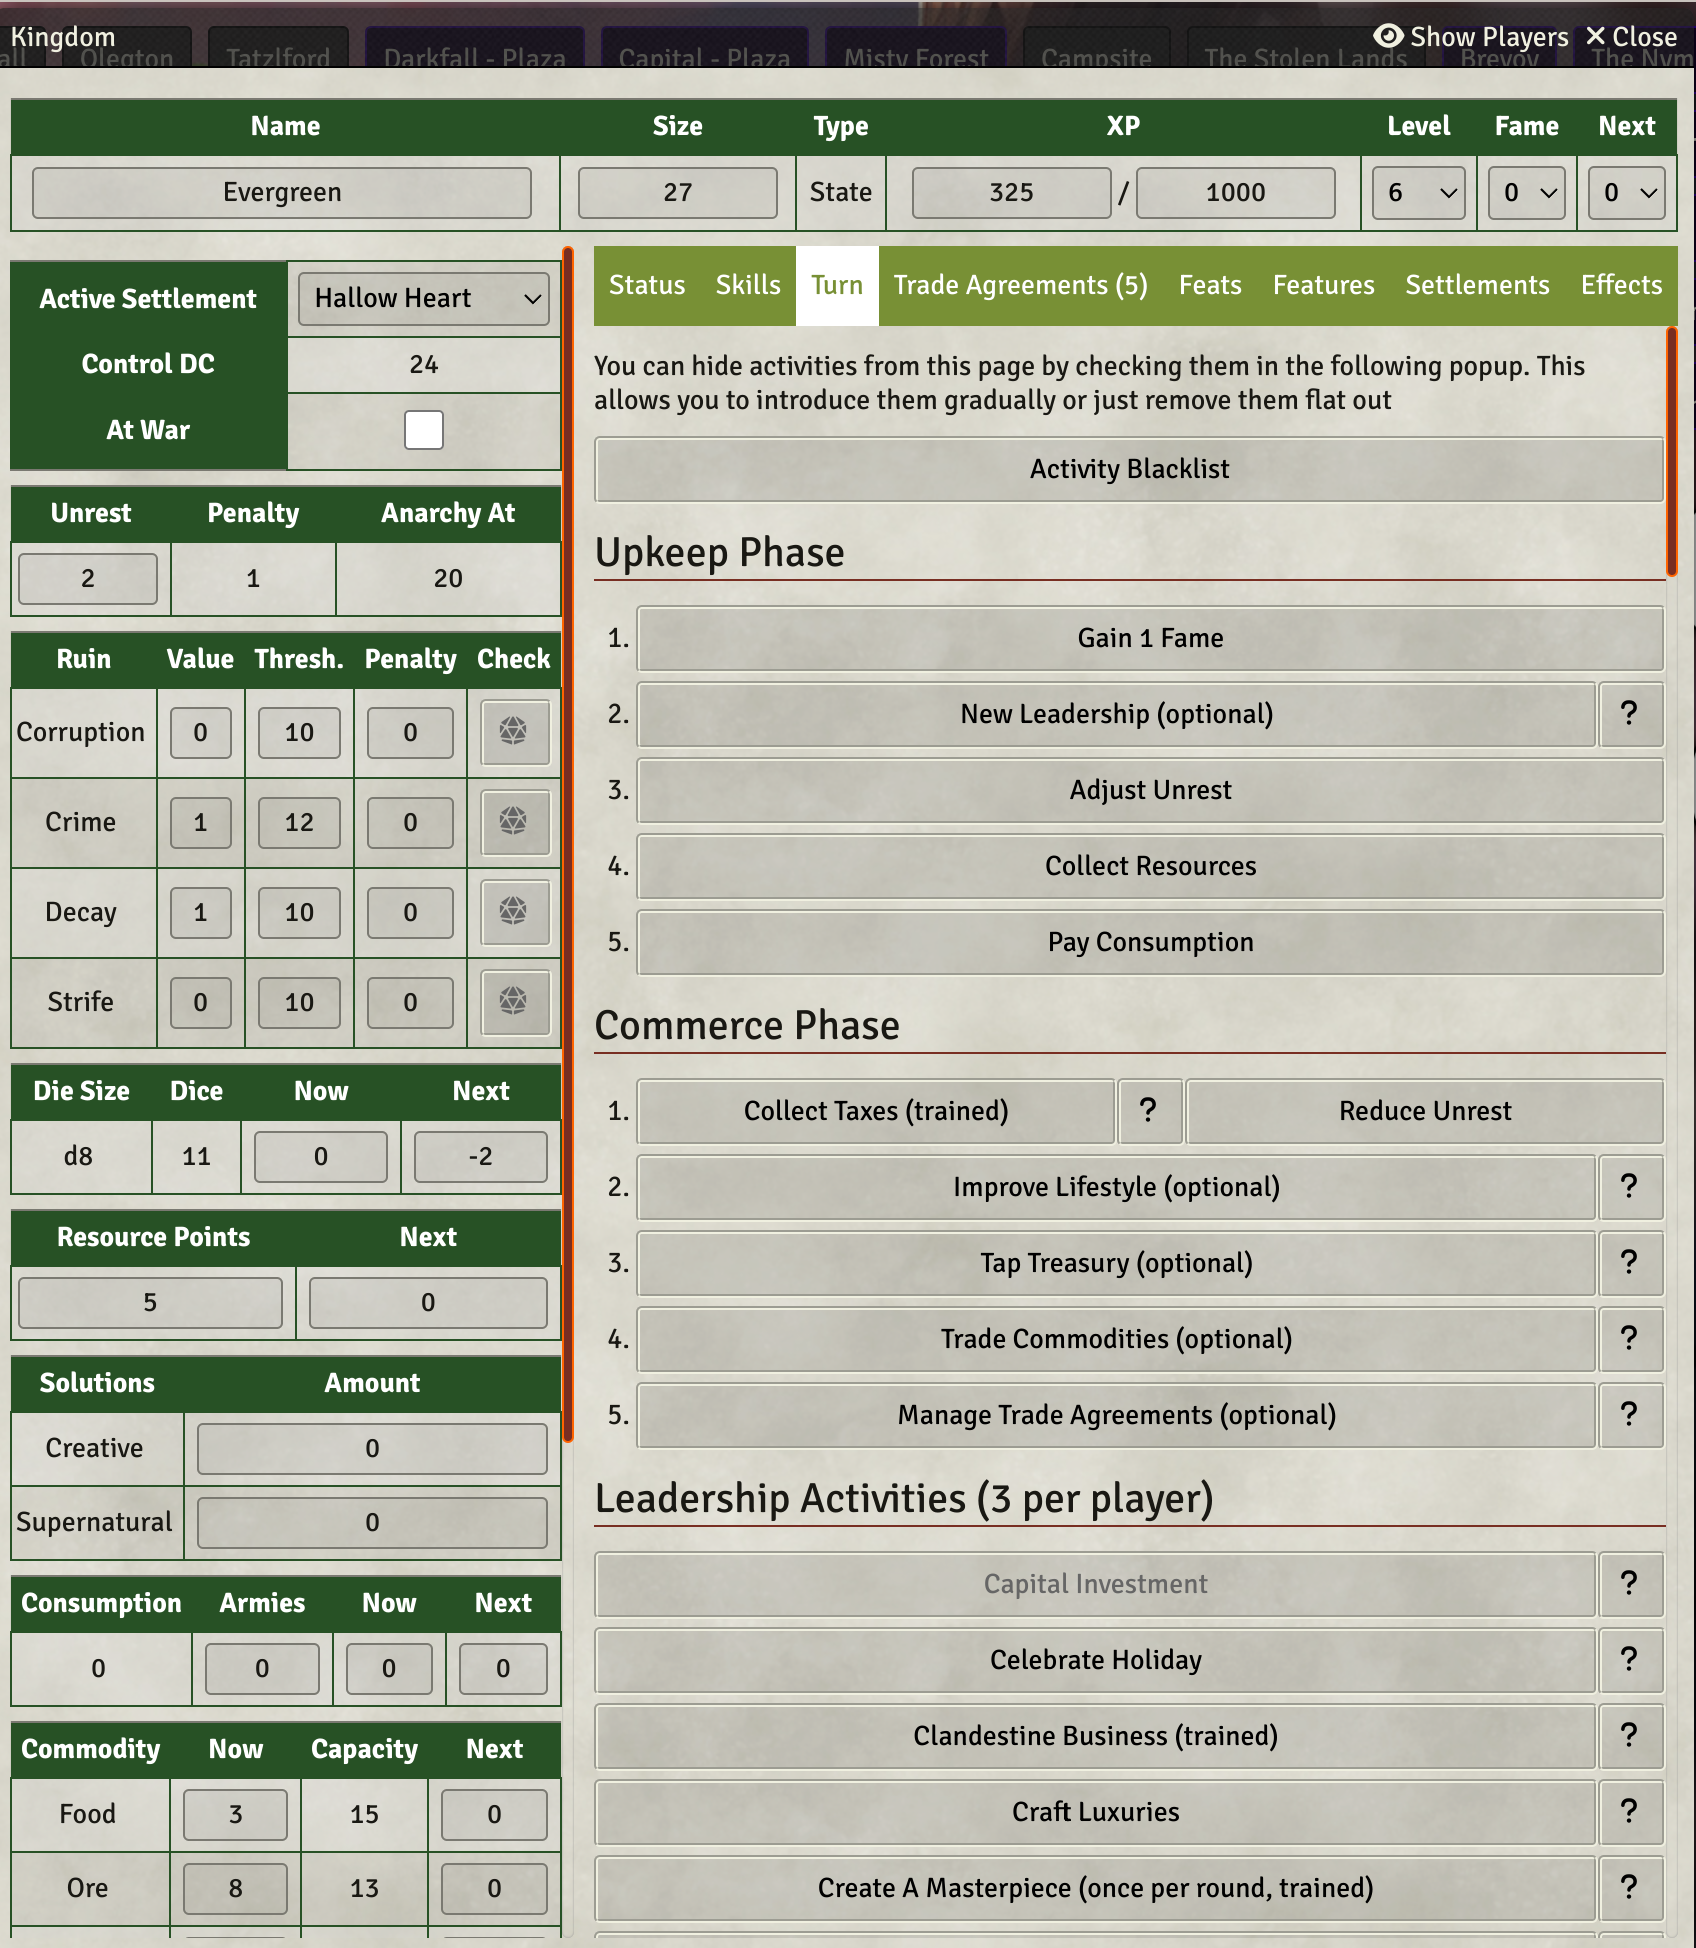 Kingdom
Show Players
Close
all
Olegton
Tatzlford
Darkfall - Plaza
Capital - Plaza
Misty Forest
Campsite
The Stolen Lands
Brevoy
The Nym
Name Size Type XP Level Fame Next
Evergreen 27 State 325 / 1000 6 0 0
Active Settlement Hallow Heart
Control DC 24
At War
Unrest Penalty Anarchy At
2 1 20
Ruin Value Thresh. Penalty Check
Corruption 0 10 0
Crime 1 12 0
Decay 1 10 0
Strife 0 10 0
Die Size Dice Now Next
d8 11 0 -2
Resource Points Next
5 0
Solutions Amount
Creative 0
Supernatural 0
Consumption Armies Now Next
0 0 0 0
Commodity Now Capacity Next
Food 3 15 0
Ore 8 13 0
Status Skills Turn Trade Agreements (5) Feats Features Settlements Effects
You can hide activities from this page by checking them in the following popup. This
allows you to introduce them gradually or just remove them flat out
Activity Blacklist
Upkeep Phase
1. Gain 1 Fame
2. New Leadership (optional) ?
3. Adjust Unrest
4. Collect Resources
5. Pay Consumption
Commerce Phase
1. Collect Taxes (trained) ? Reduce Unrest
2. Improve Lifestyle (optional) ?
3. Tap Treasury (optional) ?
4. Trade Commodities (optional) ?
5. Manage Trade Agreements (optional) ?
Leadership Activities (3 per player)
Capital Investment ?
Celebrate Holiday ?
Clandestine Business (trained) ?
Craft Luxuries ?
Create A Masterpiece (once per round, trained) ?